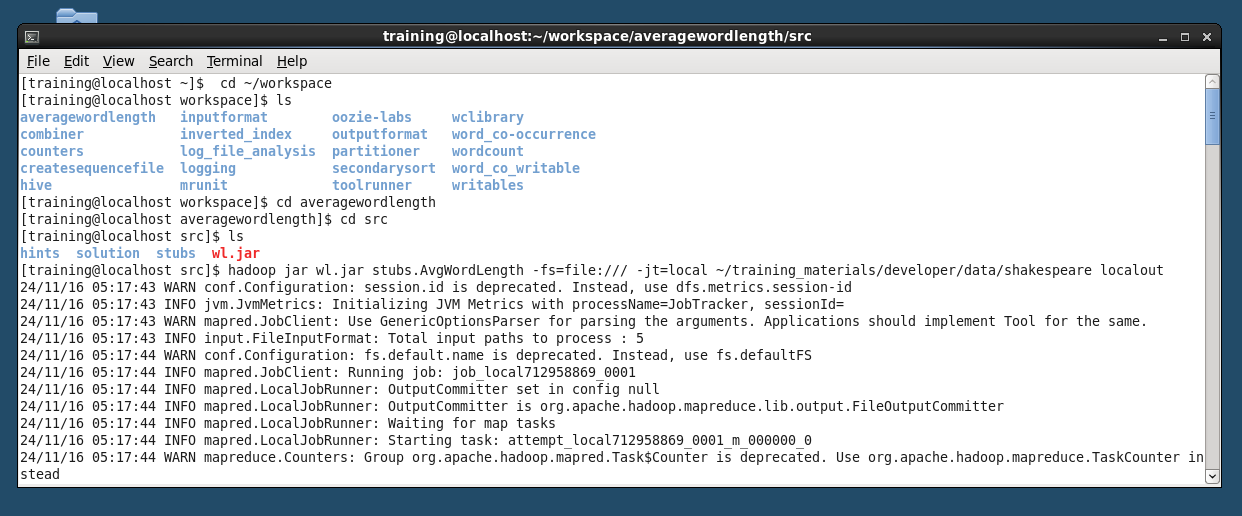 training@localhost:~/workspace/averagewordlength/src
File Edit View Search Terminal Help
[training@localhost ~]$  cd ~/workspace
[training@localhost workspace]$ ls
averagewordlength   inputformat        oozie-labs     wclibrary
combiner            inverted_index     outputformat   word_co-occurrence
counters            log_file_analysis  partitioner    wordcount
createsequencefile  logging            secondarysort  word_co_writable
hive                mrunit             toolrunner     writables
[training@localhost workspace]$ cd averagewordlength
[training@localhost averagewordlength]$ cd src
[training@localhost src]$ ls
hints  solution  stubs  wl.jar
[training@localhost src]$ hadoop jar wl.jar stubs.AvgWordLength -fs=file:/// -jt=local ~/training_materials/developer/data/shakespeare localout
24/11/16 05:17:43 WARN conf.Configuration: session.id is deprecated. Instead, use dfs.metrics.session-id
24/11/16 05:17:43 INFO jvm.JvmMetrics: Initializing JVM Metrics with processName=JobTracker, sessionId=
24/11/16 05:17:43 WARN mapred.JobClient: Use GenericOptionsParser for parsing the arguments. Applications should implement Tool for the same.
24/11/16 05:17:43 INFO input.FileInputFormat: Total input paths to process : 5
24/11/16 05:17:44 WARN conf.Configuration: fs.default.name is deprecated. Instead, use fs.defaultFS
24/11/16 05:17:44 INFO mapred.JobClient: Running job: job_local712958869_0001
24/11/16 05:17:44 INFO mapred.LocalJobRunner: OutputCommitter set in config null
24/11/16 05:17:44 INFO mapred.LocalJobRunner: OutputCommitter is org.apache.hadoop.mapreduce.lib.output.FileOutputCommitter
24/11/16 05:17:44 INFO mapred.LocalJobRunner: Waiting for map tasks
24/11/16 05:17:44 INFO mapred.LocalJobRunner: Starting task: attempt_local712958869_0001_m_000000_0
24/11/16 05:17:44 WARN mapreduce.Counters: Group org.apache.hadoop.mapred.Task$Counter is deprecated. Use org.apache.hadoop.mapreduce.TaskCounter in
stead